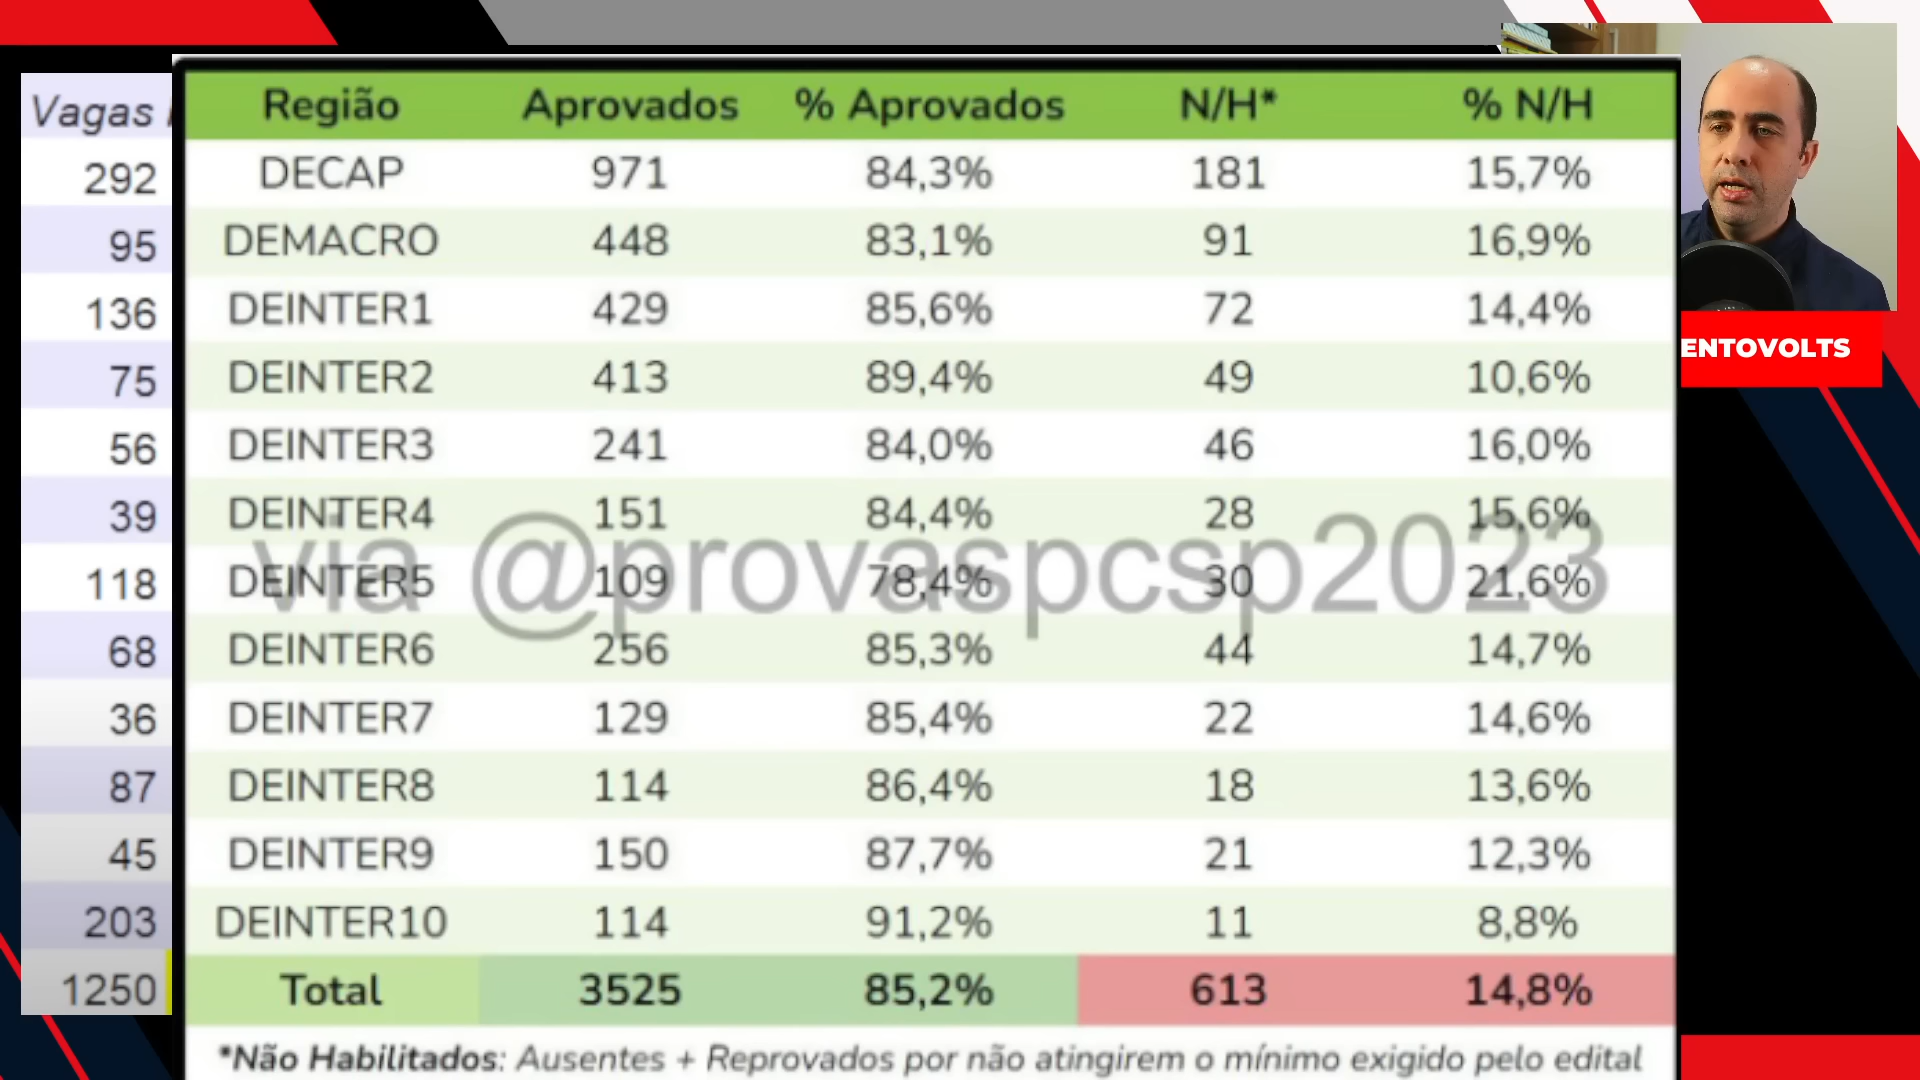 Vagas
Região Aprovados % Aprovados N/H* % N/H
292 DECAP 971 84,3% 181 15,7%
95 DEMACRO 448 83,1% 91 16,9%
136 DEINTER1 429 85,6% 72 14,4%
75 DEINTER2 413 89,4% 49 10,6%
56 DEINTER3 241 84,0% 46 16,0%
39 DEINTER4 151 84,4% 28 15,6%
118 DEINTER5 109 78,4% 30 21,6%
68 DEINTER6 256 85,3% 44 14,7%
36 DEINTER7 129 85,4% 22 14,6%
87 DEINTER8 114 86,4% 18 13,6%
45 DEINTER9 150 87,7% 21 12,3%
203 DEINTER10 114 91,2% 11 8,8%
1250 Total 3525 85,2% 613 14,8%
*Não Habilitados: Ausentes + Reprovados por não atingirem o mínimo exigido pelo edital
via @provaspcsp2023
ENTOVOLTS